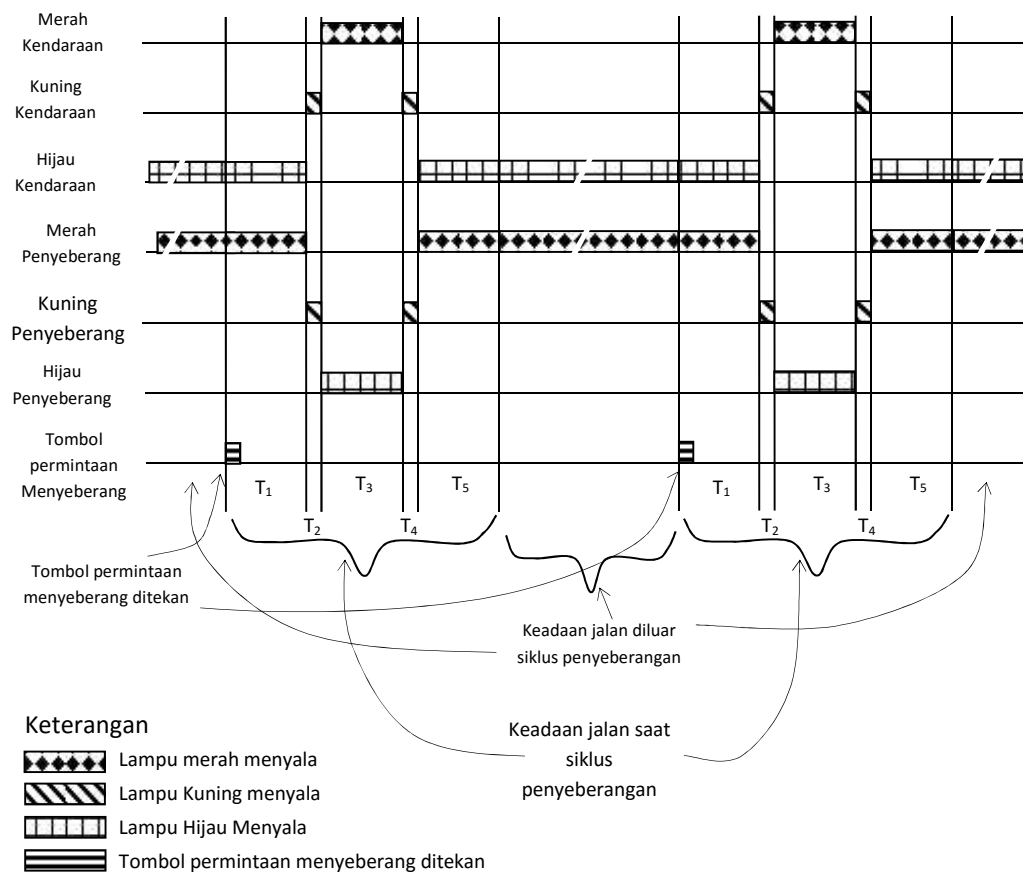 Merah
Kendaraan
Kuning
Kendaraan
Hijau
Kendaraan
Merah
Penyeberang
Kuning
Penyeberang
Hijau
Penyeberang
Tombol
permintaan
Menyeberang
T₁ T₃ T₅ T₁ T₃ T₅
T₂ T₄ T₂ T₄
Tombol permintaan
menyeberang ditekan
Keadaan jalan diluar
siklus penyeberangan
Keadaan jalan saat
siklus
penyeberangan
Keterangan
Lampu merah menyala
Lampu Kuning menyala
Lampu Hijau Menyala
Tombol permintaan menyeberang ditekan